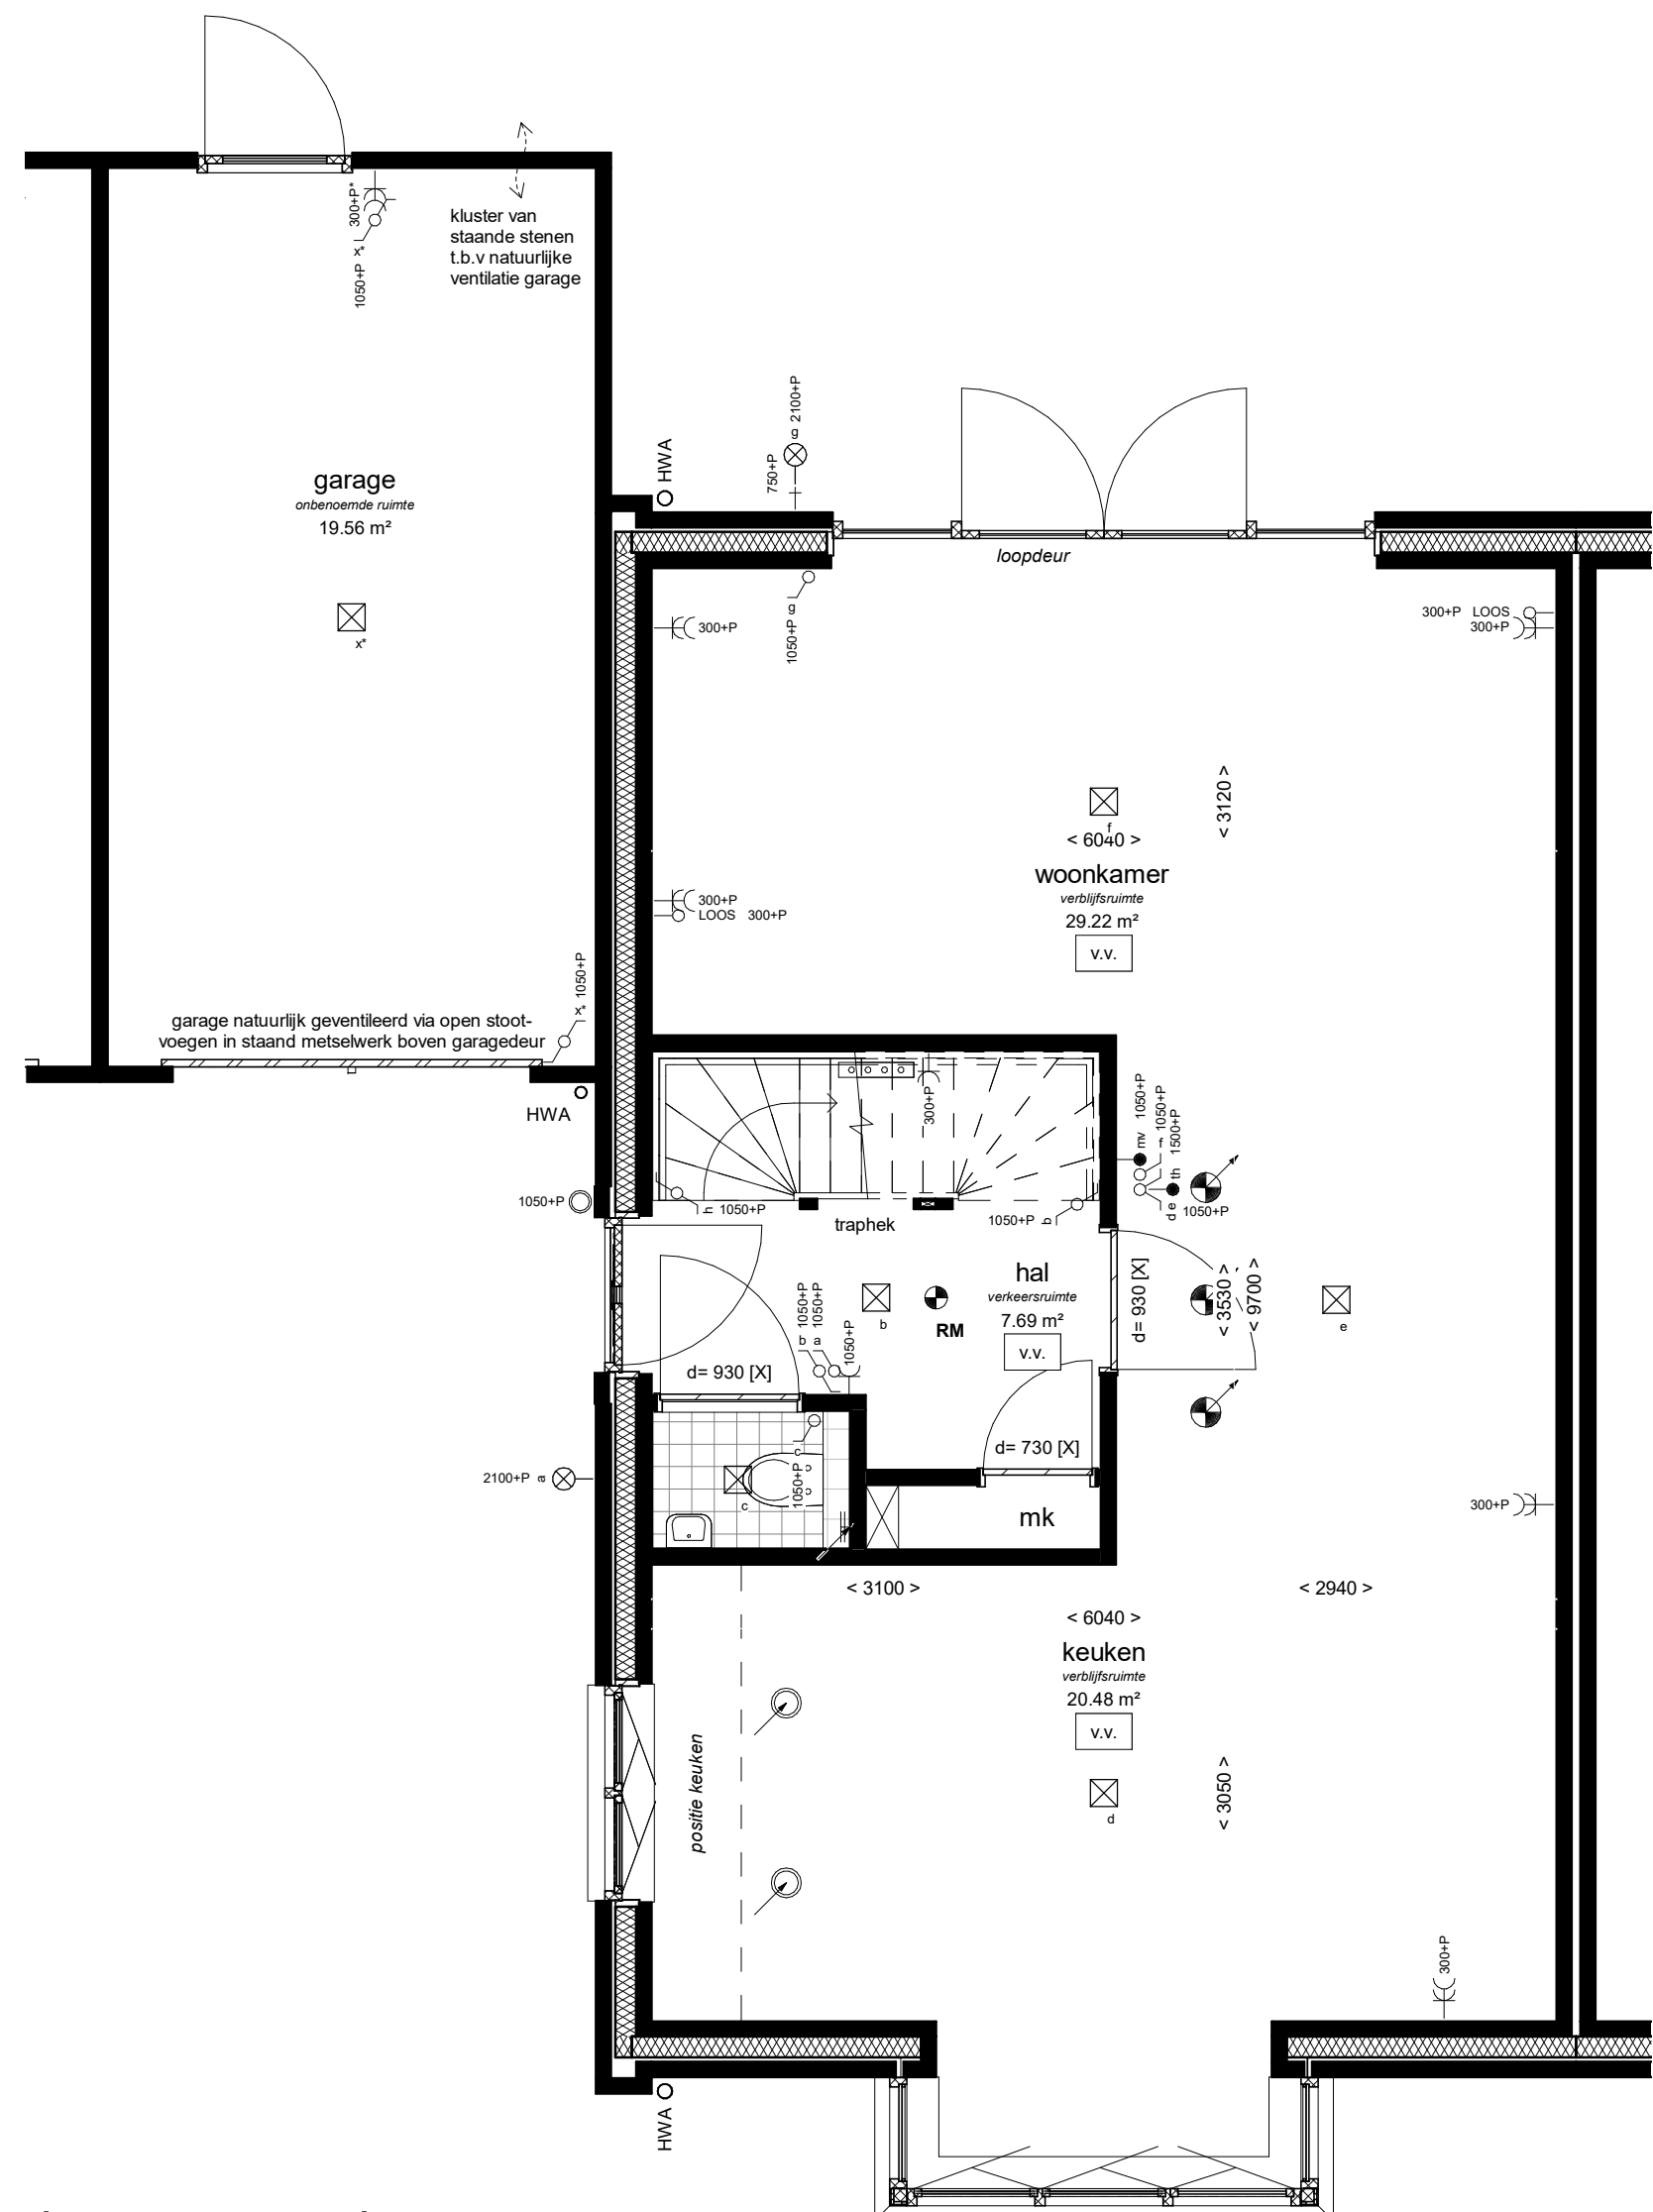 300+P*
x*
1050+P
kluster van
staande stenen
t.b.v natuurlijke
ventilatie garage
garage
onbenoemde ruimte
19.56 m²
x*
garage natuurlijk geventileerd via open stoot-
voegen in staand metselwerk boven garagedeur
x* 1050+P
HWA
HWA
750+P
g 2100+P
loopdeur
300+P
1050+P g
300+P LOOS
300+P
f
< 6040 >
< 3120 >
woonkamer
verblijfsruimte
29.22 m²
v.v.
300+P
LOOS 300+P
300+P
mv 1050+P
f 1050+P
th 1500+P
d e 1050+P
1050+P
h 1050+P
traphek
1050+P b
hal
verkeersruimte
7.69 m²
v.v.
b
RM
b 1050+P
a 1050+P
1050+P
d= 930 [X]
d= 930 [X]
< 3530 >
< 9700 >
e
d= 730 [X]
2100+P a
c
1050+P c
mk
300+P
< 3100 >
< 2940 >
< 6040 >
keuken
verblijfsruimte
20.48 m²
v.v.
positie keuken
d
< 3050 >
300+P
HWA